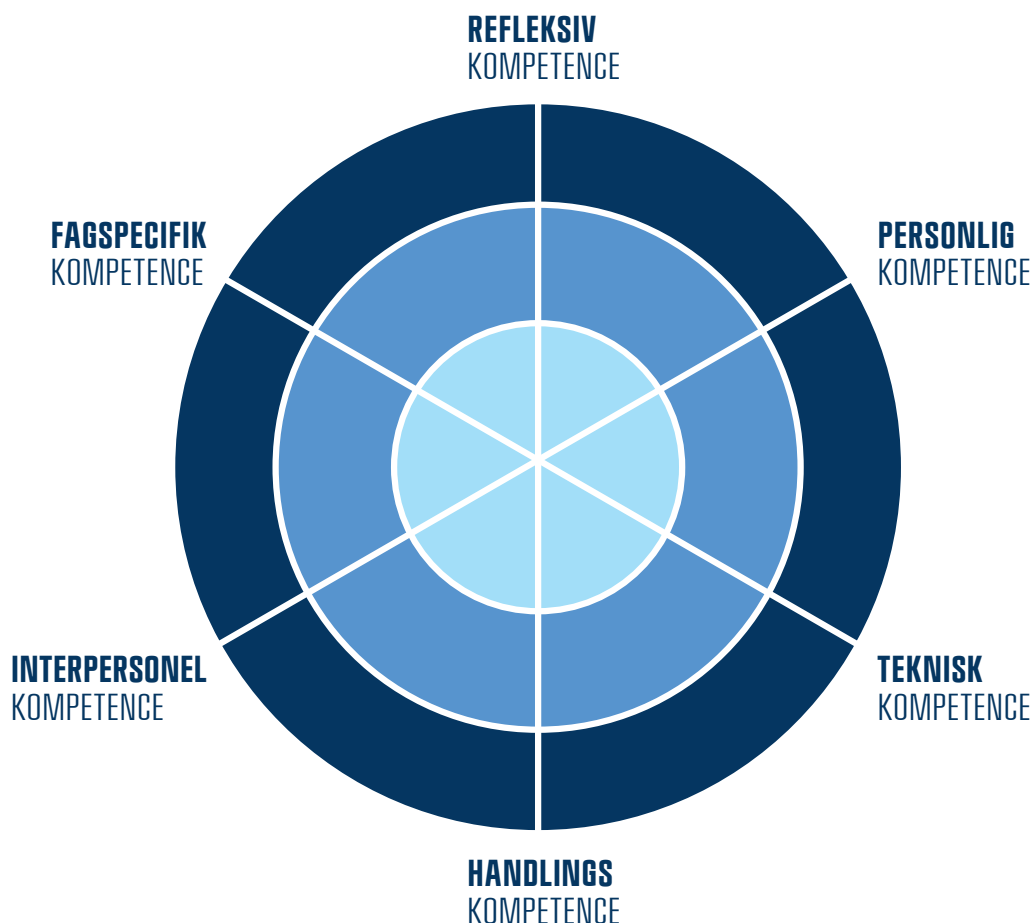 REFLEKSIV
KOMPETENCE
FAGSPECIFIK
KOMPETENCE
PERSONLIG
KOMPETENCE
INTERPERSONEL
KOMPETENCE
TEKNISK
KOMPETENCE
HANDLINGS
KOMPETENCE